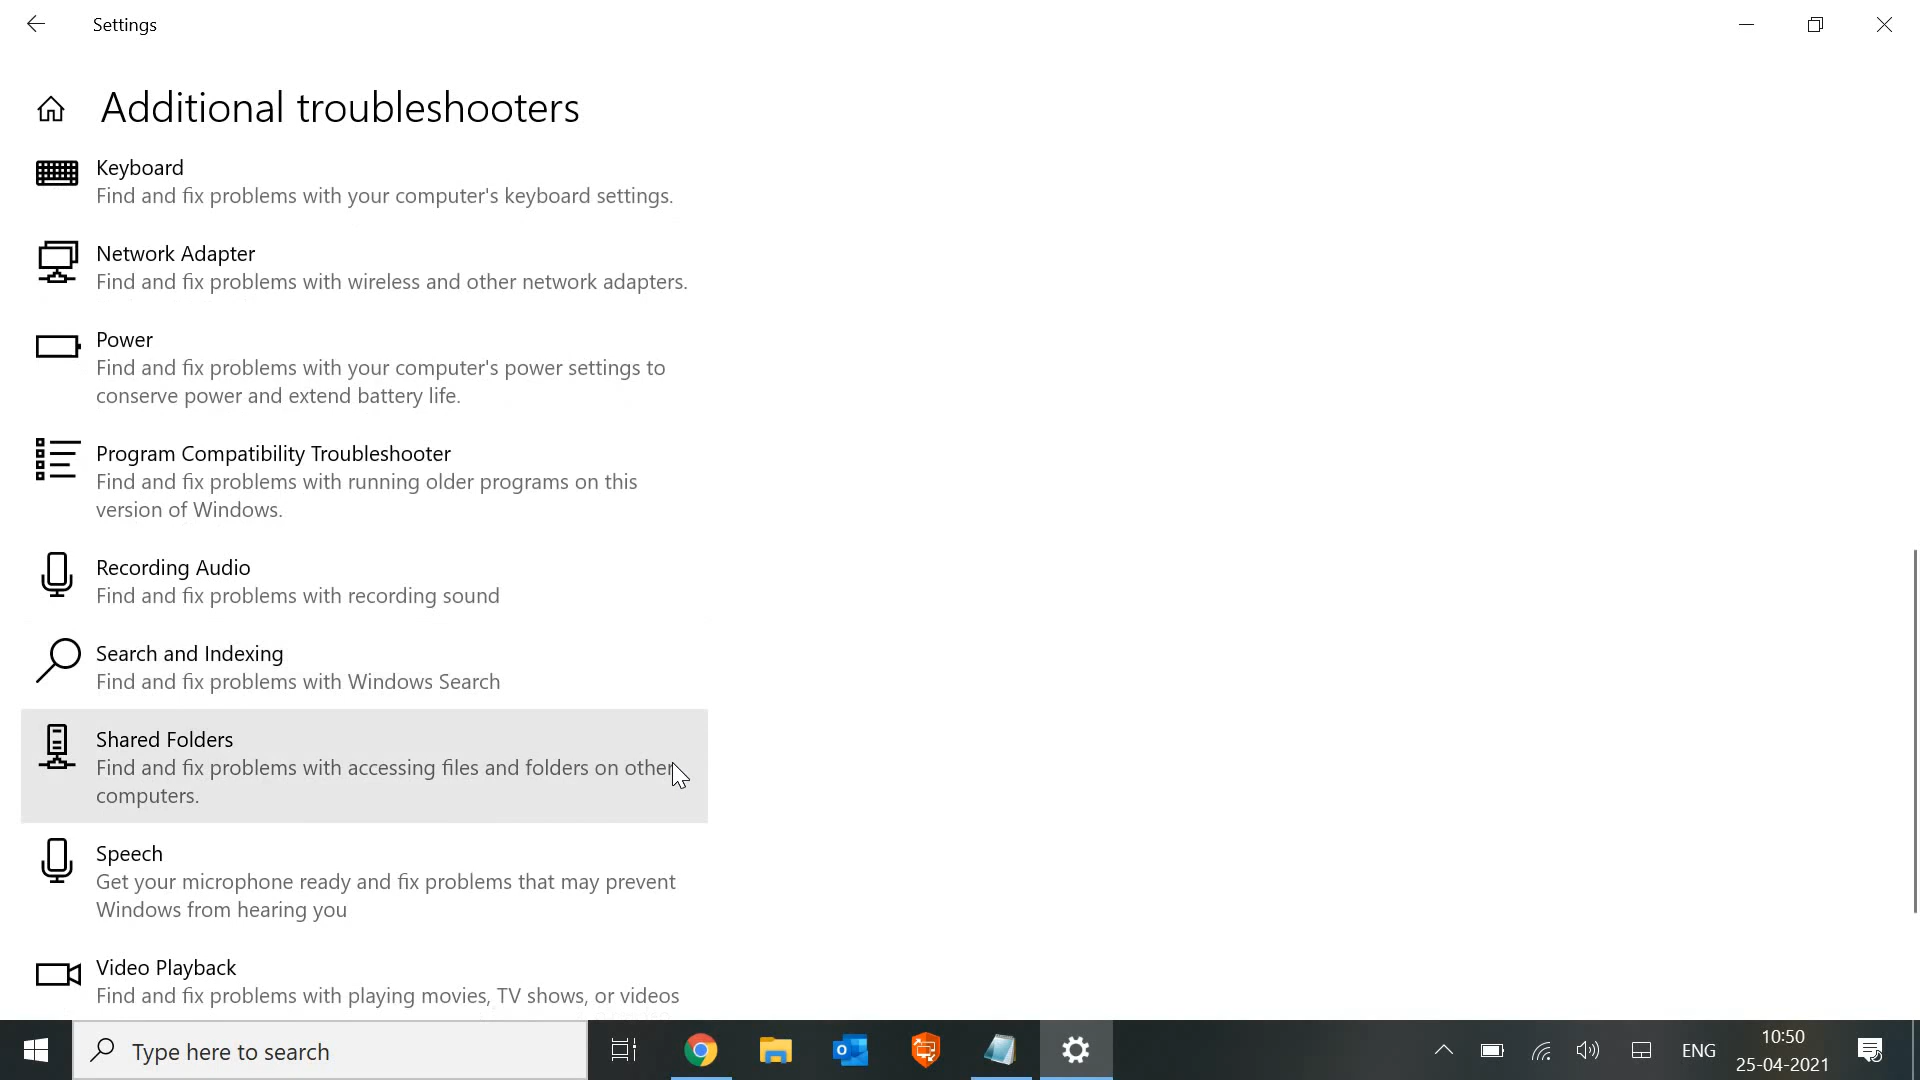 Settings
Additional troubleshooters
Keyboard
Find and fix problems with your computer's keyboard settings.
Network Adapter
Find and fix problems with wireless and other network adapters.
Power
Find and fix problems with your computer's power settings to
conserve power and extend battery life.
Program Compatibility Troubleshooter
Find and fix problems with running older programs on this
version of Windows.
Recording Audio
Find and fix problems with recording sound
Search and Indexing
Find and fix problems with Windows Search
Shared Folders
Find and fix problems with accessing files and folders on other
computers.
Speech
Get your microphone ready and fix problems that may prevent
Windows from hearing you
Video Playback
Find and fix problems with playing movies, TV shows, or videos
Type here to search
ENG
10:50
25-04-2021